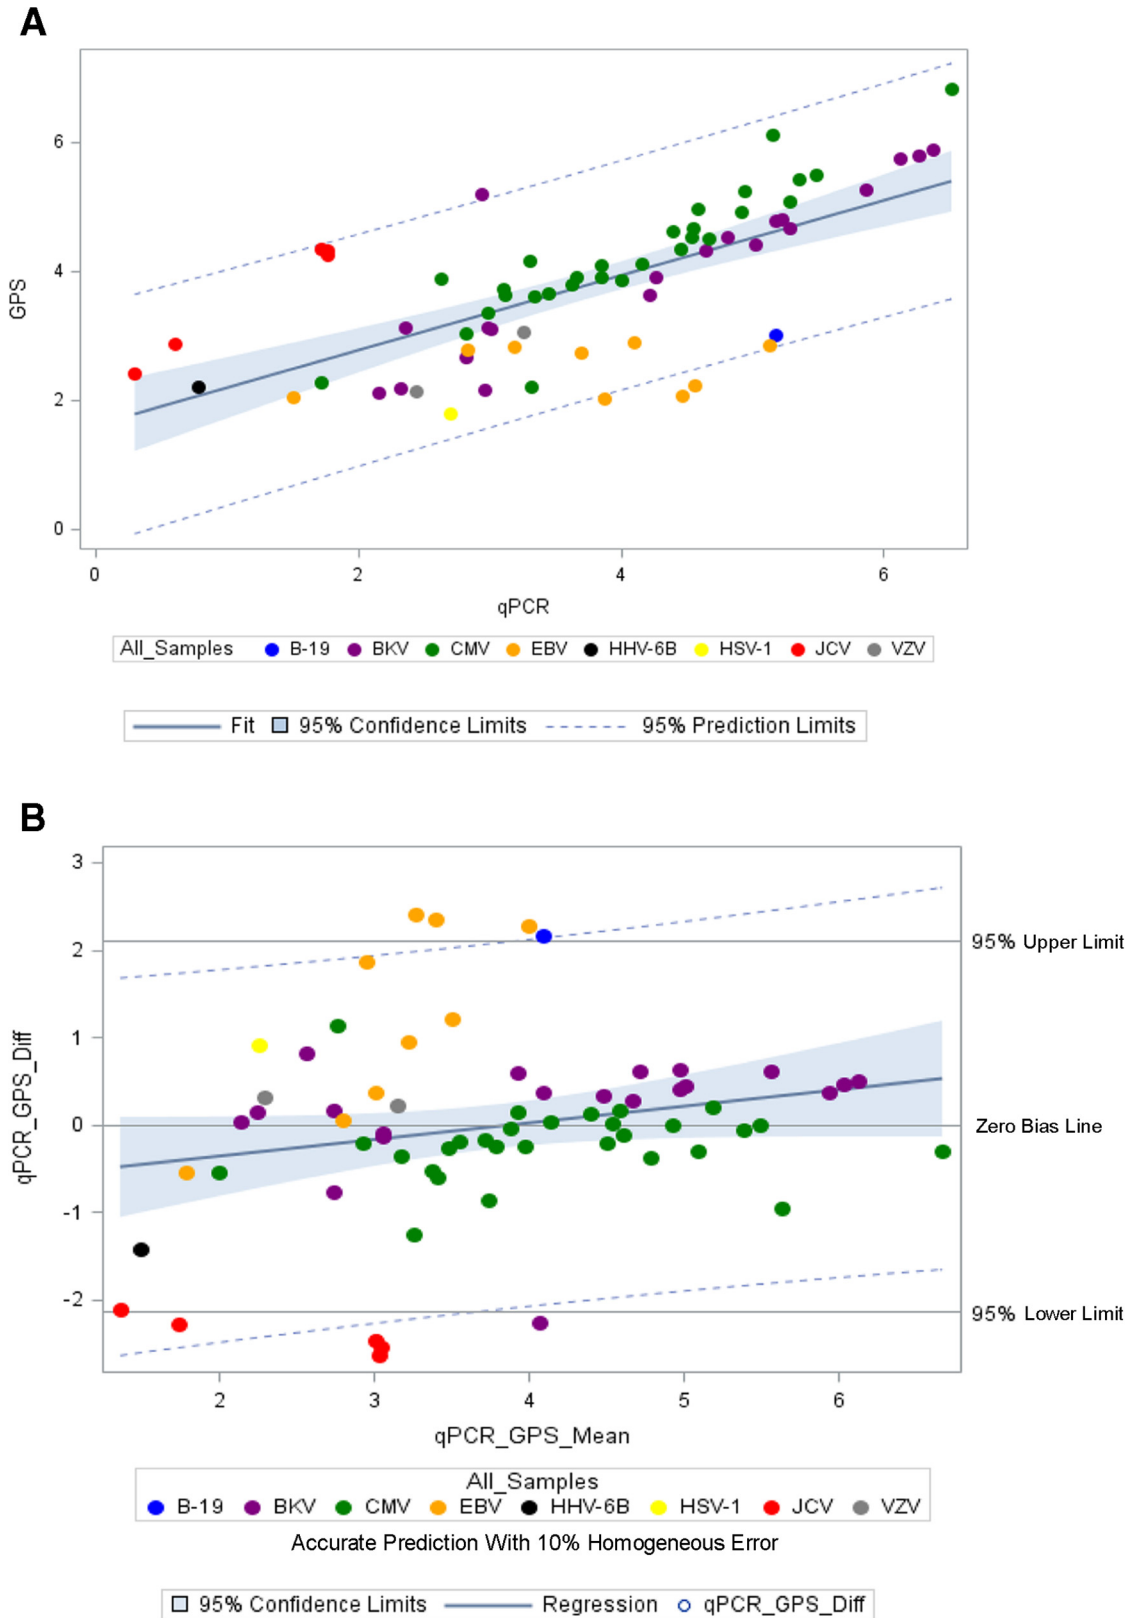 A
6
4
2
0
GPS
0 2 4 6
qPCR
All_Samples B-19 BKV CMV EBV HHV-6B HSV-1 JCV VZV
Fit 95% Confidence Limits 95% Prediction Limits
B
3
2
1
0
-1
-2
qPCR_GPS_Diff
95% Upper Limit
Zero Bias Line
95% Lower Limit
2 3 4 5 6
qPCR_GPS_Mean
All_Samples
B-19 BKV CMV EBV HHV-6B HSV-1 JCV VZV
Accurate Prediction With 10% Homogeneous Error
95% Confidence Limits Regression qPCR_GPS_Diff